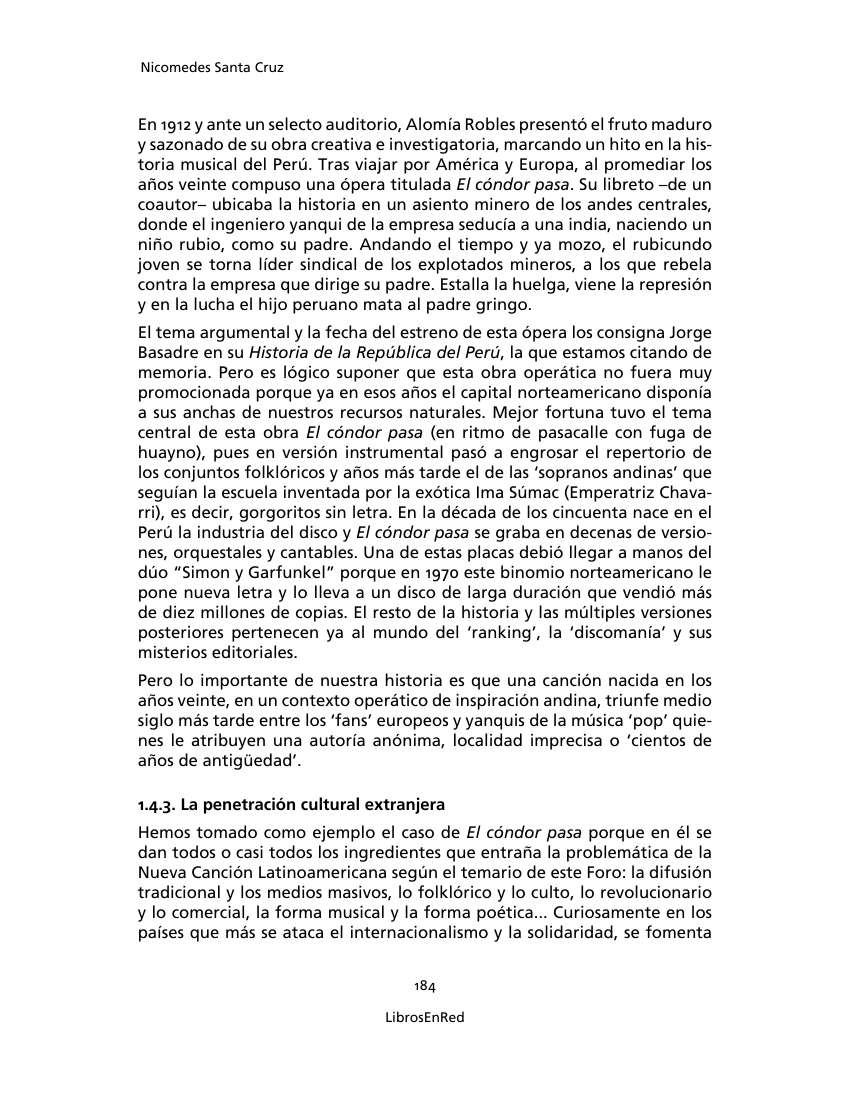 Nicomedes Santa Cruz
En 1912 y ante un selecto auditorio, Alomía Robles presentó el fruto maduro
y sazonado de su obra creativa e investigatoria, marcando un hito en la his-
toria musical del Perú. Tras viajar por América y Europa, al promediar los
años veinte compuso una ópera titulada El cóndor pasa. Su libreto –de un
coautor– ubicaba la historia en un asiento minero de los andes centrales,
donde el ingeniero yanqui de la empresa seducía a una india, naciendo un
niño rubio, como su padre. Andando el tiempo y ya mozo, el rubicundo
joven se torna líder sindical de los explotados mineros, a los que rebela
contra la empresa que dirige su padre. Estalla la huelga, viene la represión
y en la lucha el hijo peruano mata al padre gringo.
El tema argumental y la fecha del estreno de esta ópera los consigna Jorge
Basadre en su Historia de la República del Perú, la que estamos citando de
memoria. Pero es lógico suponer que esta obra operática no fuera muy
promocionada porque ya en esos años el capital norteamericano disponía
a sus anchas de nuestros recursos naturales. Mejor fortuna tuvo el tema
central de esta obra El cóndor pasa (en ritmo de pasacalle con fuga de
huayno), pues en versión instrumental pasó a engrosar el repertorio de
los conjuntos folklóricos y años más tarde el de las ‘sopranos andinas’ que
seguían la escuela inventada por la exótica Ima Súmac (Emperatriz Chava-
rri), es decir, gorgoritos sin letra. En la década de los cincuenta nace en el
Perú la industria del disco y El cóndor pasa se graba en decenas de versio-
nes, orquestales y cantables. Una de estas placas debió llegar a manos del
dúo “Simon y Garfunkel” porque en 1970 este binomio norteamericano le
pone nueva letra y lo lleva a un disco de larga duración que vendió más
de diez millones de copias. El resto de la historia y las múltiples versiones
posteriores pertenecen ya al mundo del ‘ranking’, la ‘discomanía’ y sus
misterios editoriales.
Pero lo importante de nuestra historia es que una canción nacida en los
años veinte, en un contexto operático de inspiración andina, triunfe medio
siglo más tarde entre los ‘fans’ europeos y yanquis de la música ‘pop’ quie-
nes le atribuyen una autoría anónima, localidad imprecisa o ‘cientos de
años de antigüedad’.
1.4.3. La penetración cultural extranjera
Hemos tomado como ejemplo el caso de El cóndor pasa porque en él se
dan todos o casi todos los ingredientes que entraña la problemática de la
Nueva Canción Latinoamericana según el temario de este Foro: la difusión
tradicional y los medios masivos, lo folklórico y lo culto, lo revolucionario
y lo comercial, la forma musical y la forma poética... Curiosamente en los
países que más se ataca el internacionalismo y la solidaridad, se fomenta
184
LibrosEnRed